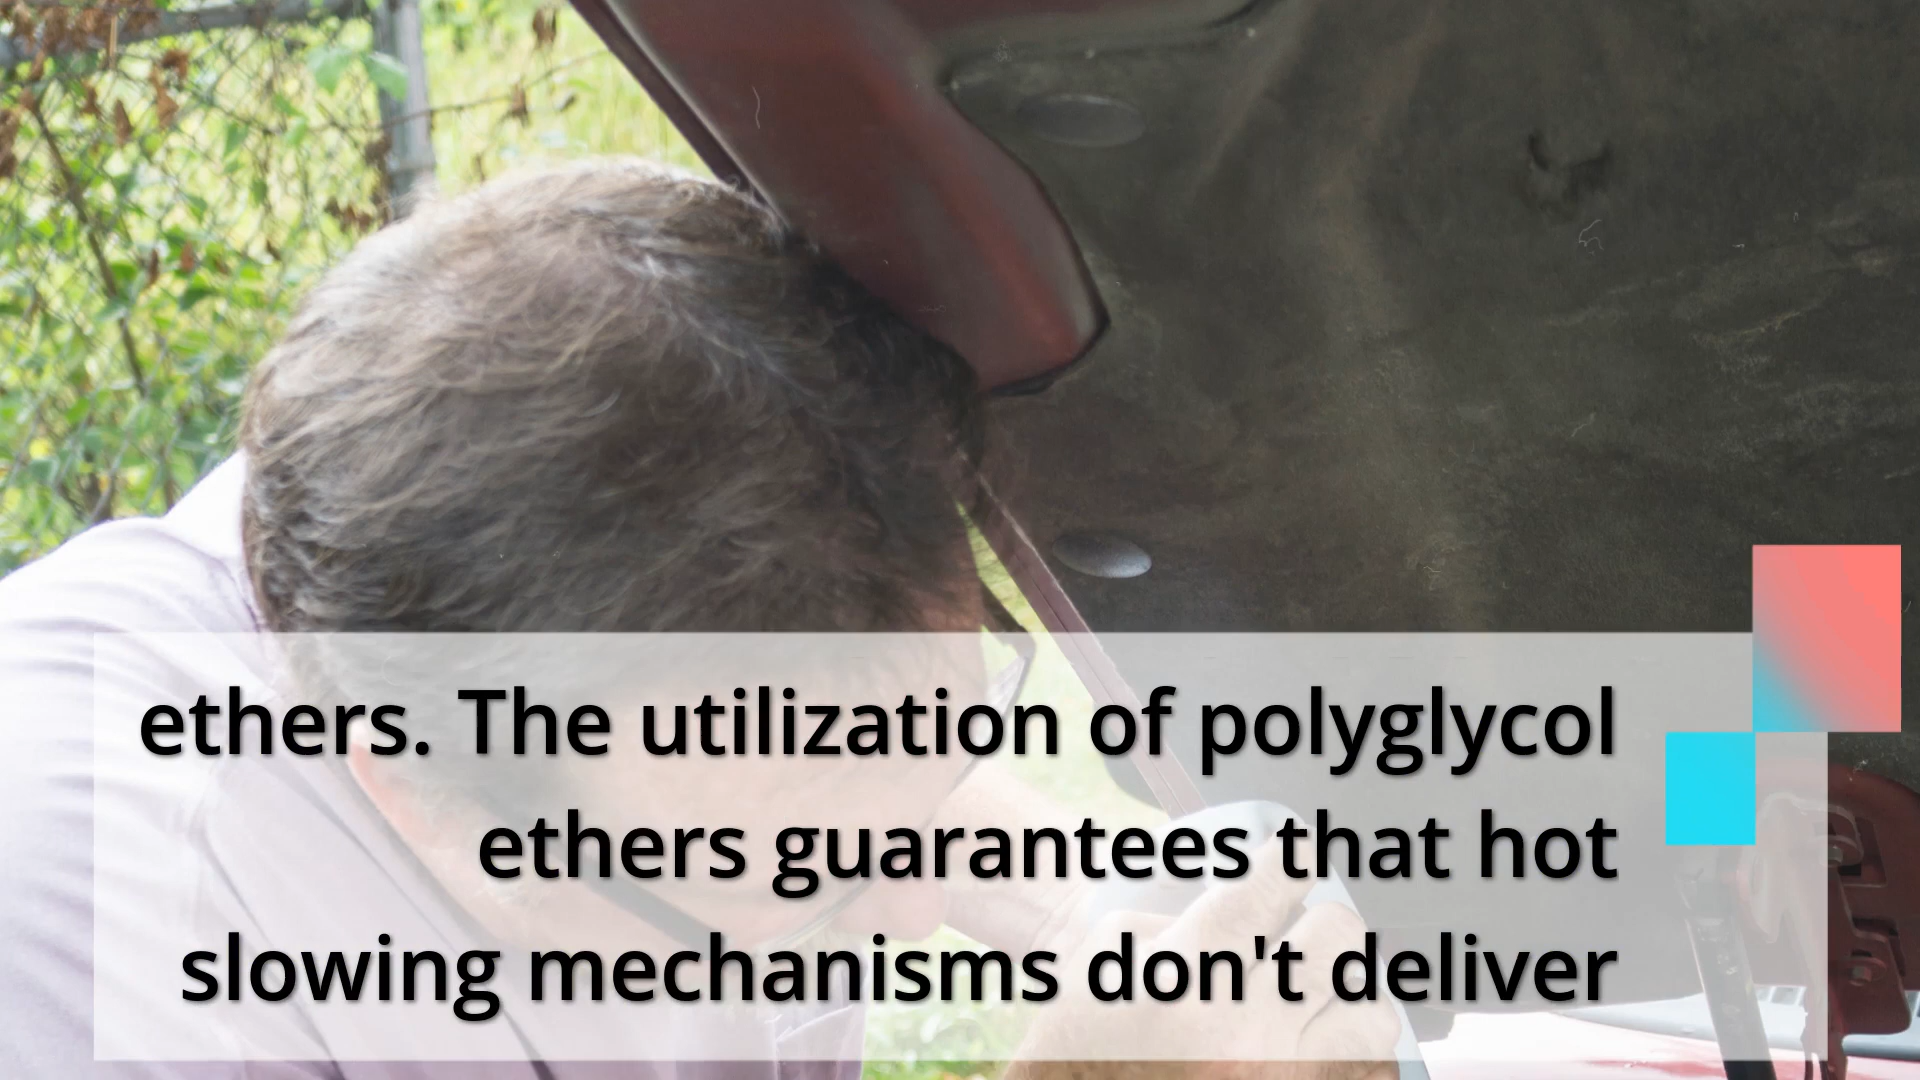 ethers. The utilization of polyglycol
ethers guarantees that hot
slowing mechanisms don't deliver